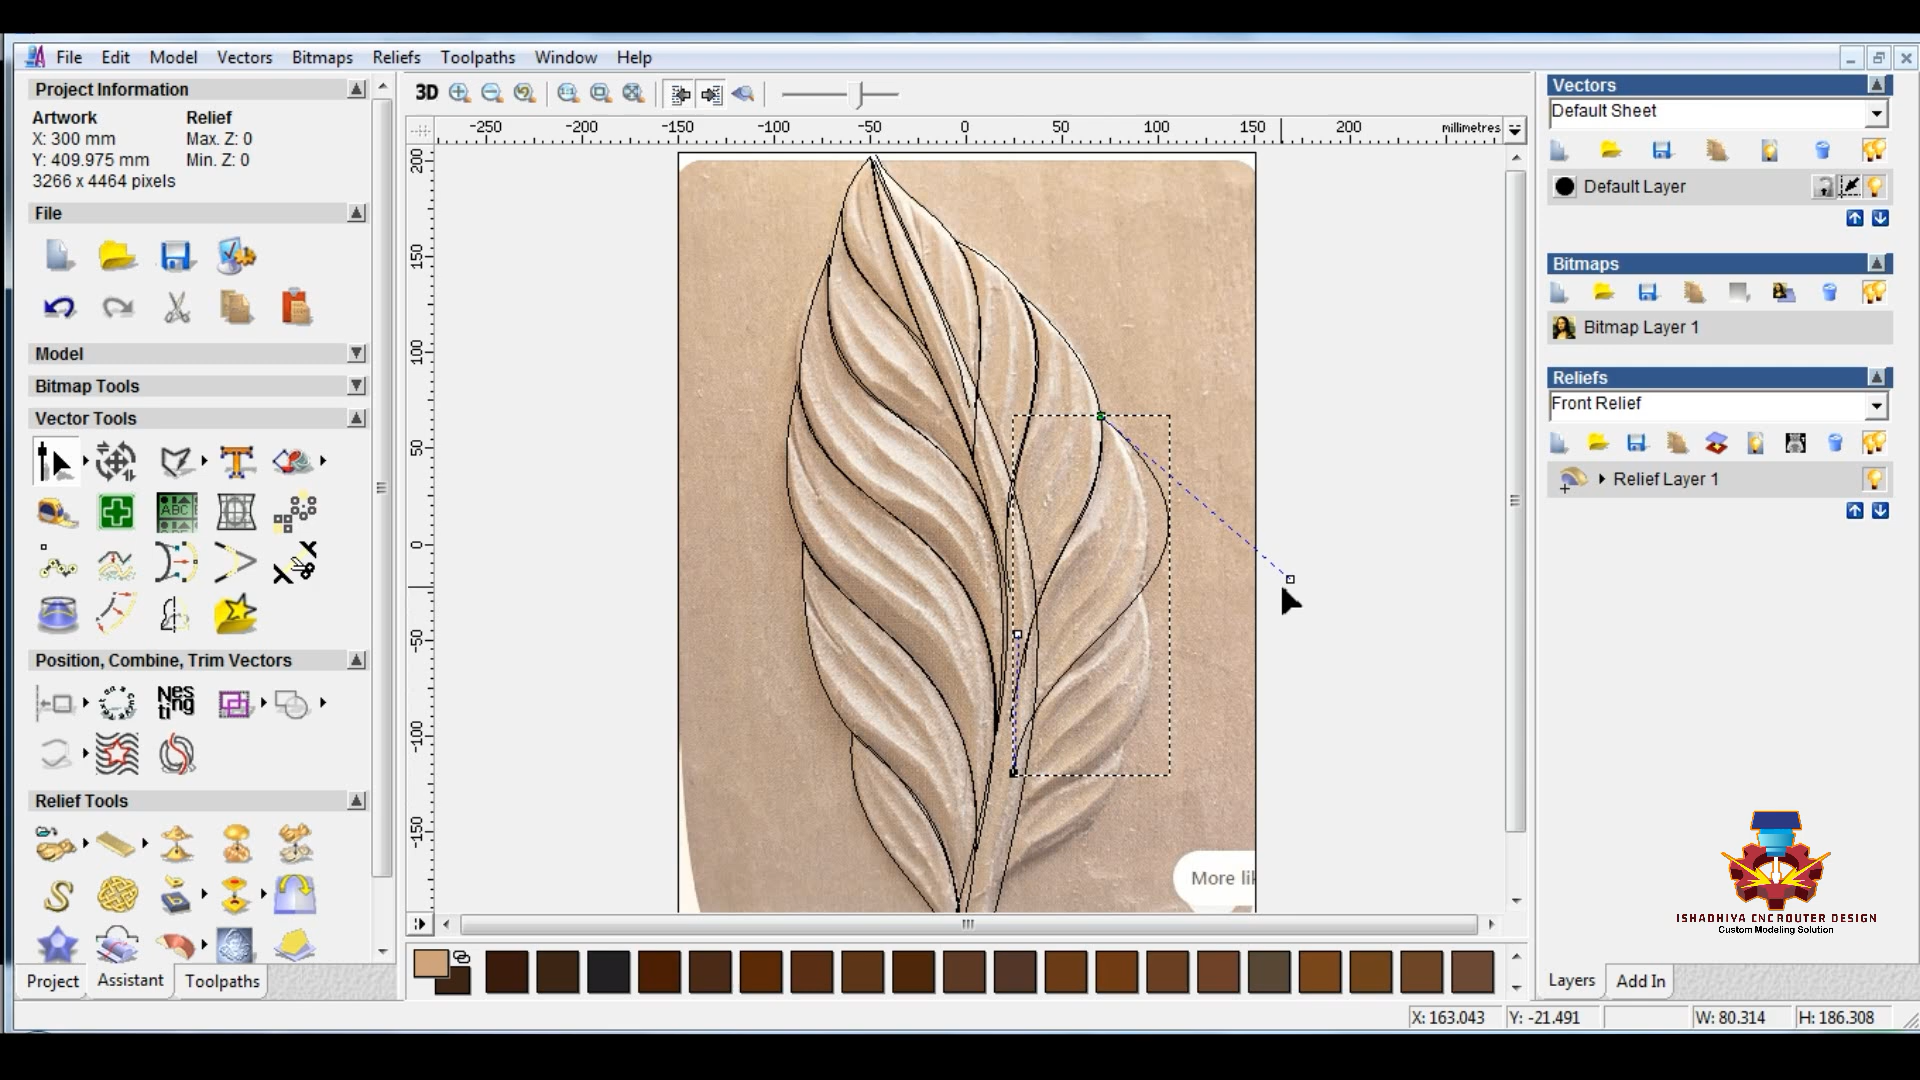 File Edit Model Vectors Bitmaps Reliefs Toolpaths Window Help
Project Information
Artwork Relief
X: 300 mm Max. Z: 0
Y: 409.975 mm Min. Z: 0
3266 x 4464 pixels
File
Model
Bitmap Tools
Vector Tools
ABC
Position, Combine, Trim Vectors
Nes
ting
Relief Tools
Project Assistant Toolpaths
3D
-250 -200 -150 -100 -50 0 50 100 150 200 millimetres
200
150
100
50
0
-50
-100
-150
More lik
Vectors
Default Sheet
Default Layer
Bitmaps
Bitmap Layer 1
Reliefs
Front Relief
Relief Layer 1
ISHADHIYA CNC ROUTER DESIGN
Custom Modeling Solution
Layers Add In
X: 163.043 Y: -21.491 W: 80.314 H: 186.308